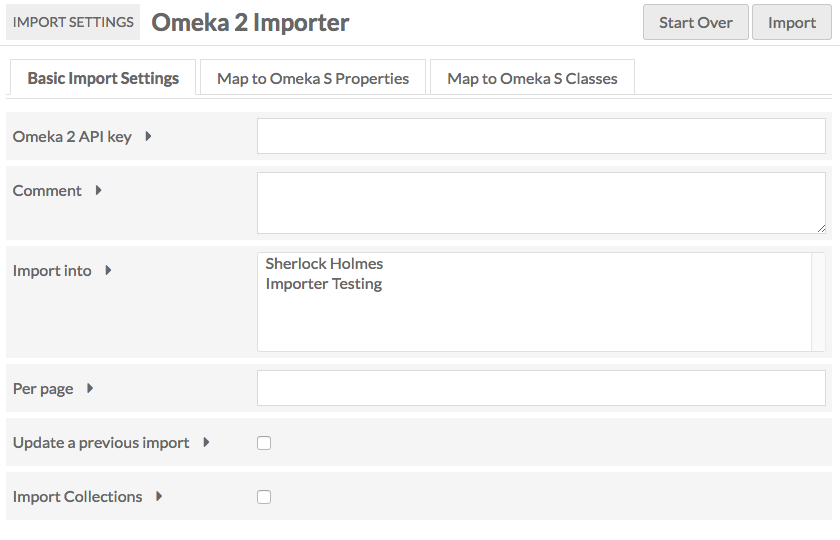 IMPORT SETTINGS Omeka 2 Importer Start Over Import
Basic Import Settings Map to Omeka S Properties Map to Omeka S Classes
Omeka 2 API key
Comment
Import into
Sherlock Holmes
Importer Testing
Per page
Update a previous import
Import Collections